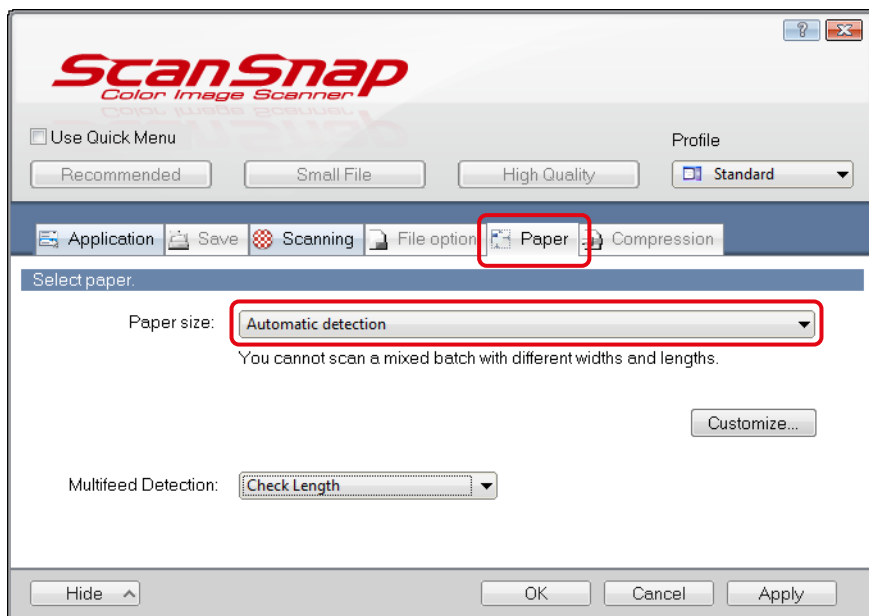 ScanSnap
Color Image Scanner
Use Quick Menu
Profile
Recommended Small File High Quality Standard
Application Save Scanning File option Paper Compression
Select paper.
Paper size: Automatic detection
You cannot scan a mixed batch with different widths and lengths.
Customize...
Multifeed Detection: Check Length
Hide OK Cancel Apply